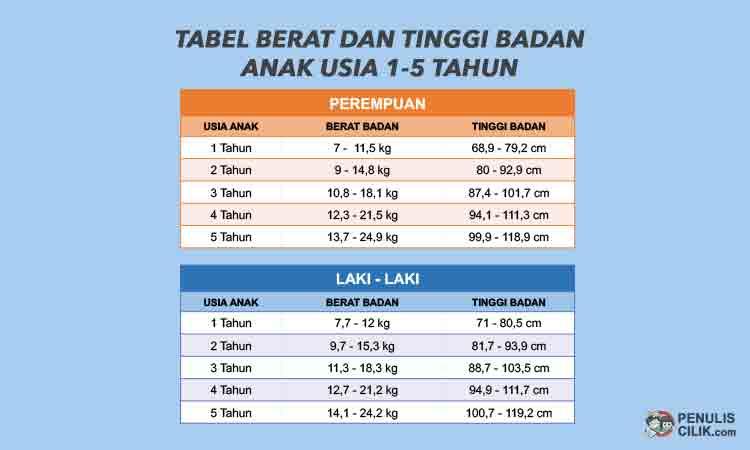 TABEL BERAT DAN TINGGI BADAN
ANAK USIA 1-5 TAHUN
PEREMPUAN
USIA ANAK BERAT BADAN TINGGI BADAN
1 Tahun 7 - 11,5 kg 68,9 - 79,2 cm
2 Tahun 9 - 14,8 kg 80 - 92,9 cm
3 Tahun 10,8 - 18,1 kg 87,4 - 101,7 cm
4 Tahun 12,3 - 21,5 kg 94,1 - 111,3 cm
5 Tahun 13,7 - 24,9 kg 99,9 - 118,9 cm
LAKI - LAKI
USIA ANAK BERAT BADAN TINGGI BADAN
1 Tahun 7,7 - 12 kg 71 - 80,5 cm
2 Tahun 9,7 - 15,3 kg 81,7 - 93,9 cm
3 Tahun 11,3 - 18,3 kg 88,7 - 103,5 cm
4 Tahun 12,7 - 21,2 kg 94,9 - 111,7 cm
5 Tahun 14,1 - 24,2 kg 100,7 - 119,2 cm
PENULIS
CILIK.com